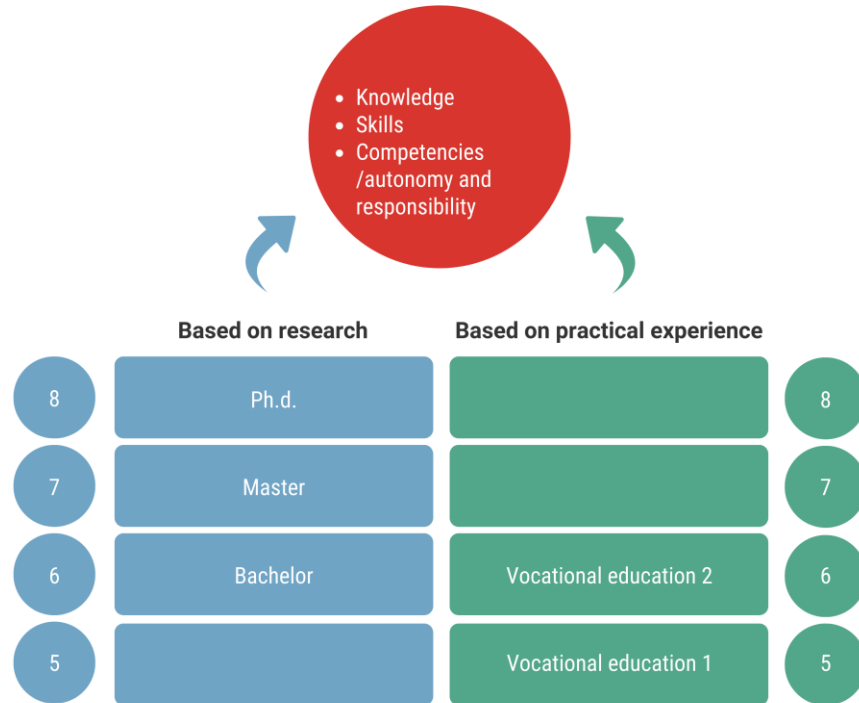 • Knowledge
• Skills
• Competencies
/autonomy and
responsibility
Based on research
Based on practical experience
8
Ph.d.
8
7
Master
7
6
Bachelor
Vocational education 2
6
5
Vocational education 1
5